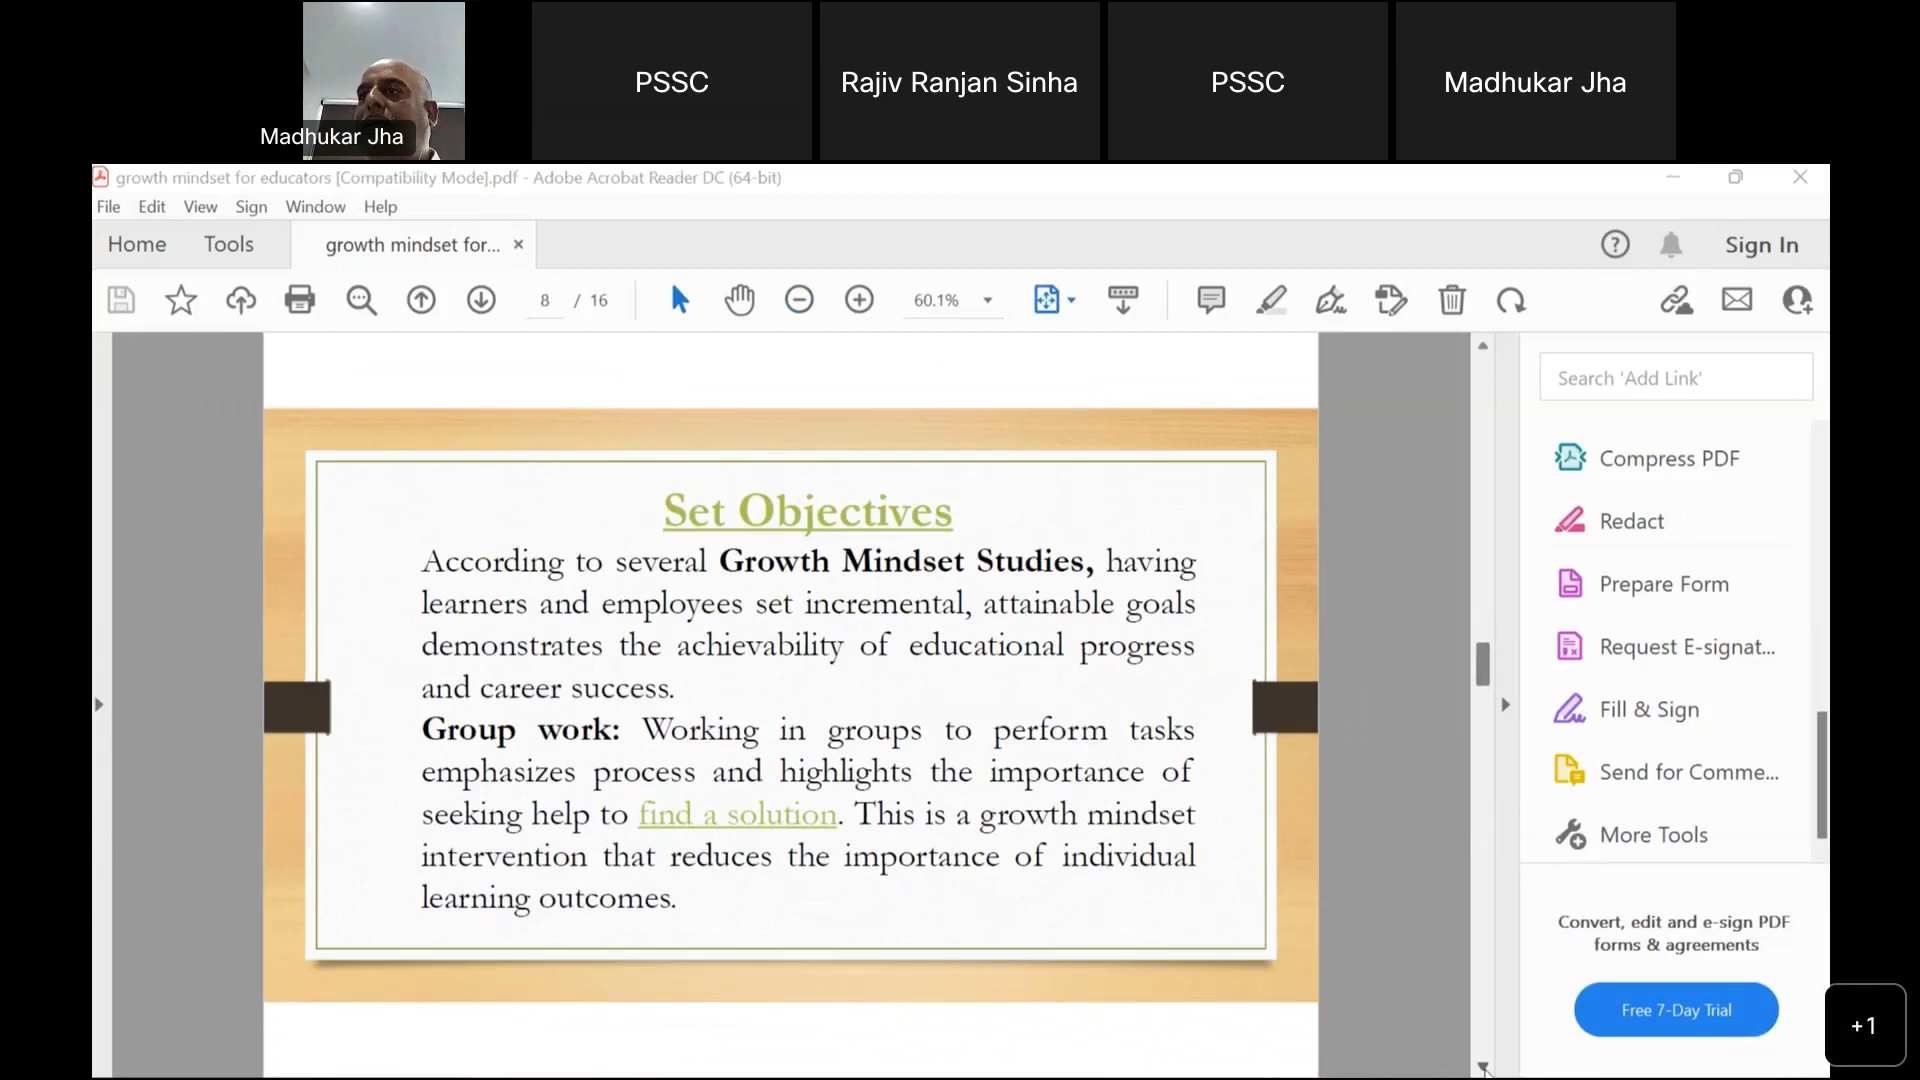 PSSC
Rajiv Ranjan Sinha
PSSC
Madhukar Jha
Madhukar Jha
growth mindset for educators [Compatibility Mode].pdf - Adobe Acrobat Reader DC (64-bit)
File Edit View Sign Window Help
Home Tools growth mindset for... × Sign In
8 / 16 60.1%
Search 'Add Link'
Set Objectives
According to several Growth Mindset Studies, having
learners and employees set incremental, attainable goals
demonstrates the achievability of educational progress
and career success.
Group work: Working in groups to perform tasks
emphasizes process and highlights the importance of
seeking help to find a solution. This is a growth mindset
intervention that reduces the importance of individual
learning outcomes.
Compress PDF
Redact
Prepare Form
Request E-signat...
Fill & Sign
Send for Comme...
More Tools
Convert, edit and e-sign PDF
forms & agreements
Free 7-Day Trial
+1